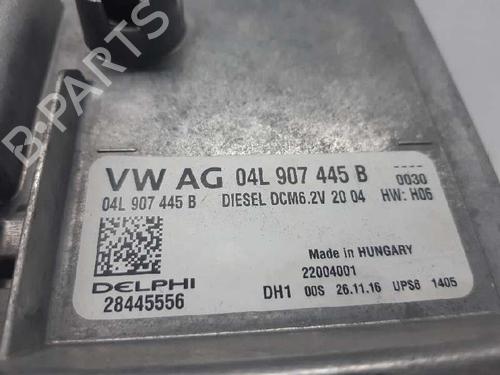 B-PARTS
VW AG 04L 907 445 B 0030
04L 907 445 B DIESEL DCM6.2V 20 04 HW: H06
Made in HUNGARY
22004001
DELPHI
28445556
DH1 00S 26.11.16 UPS6 1405